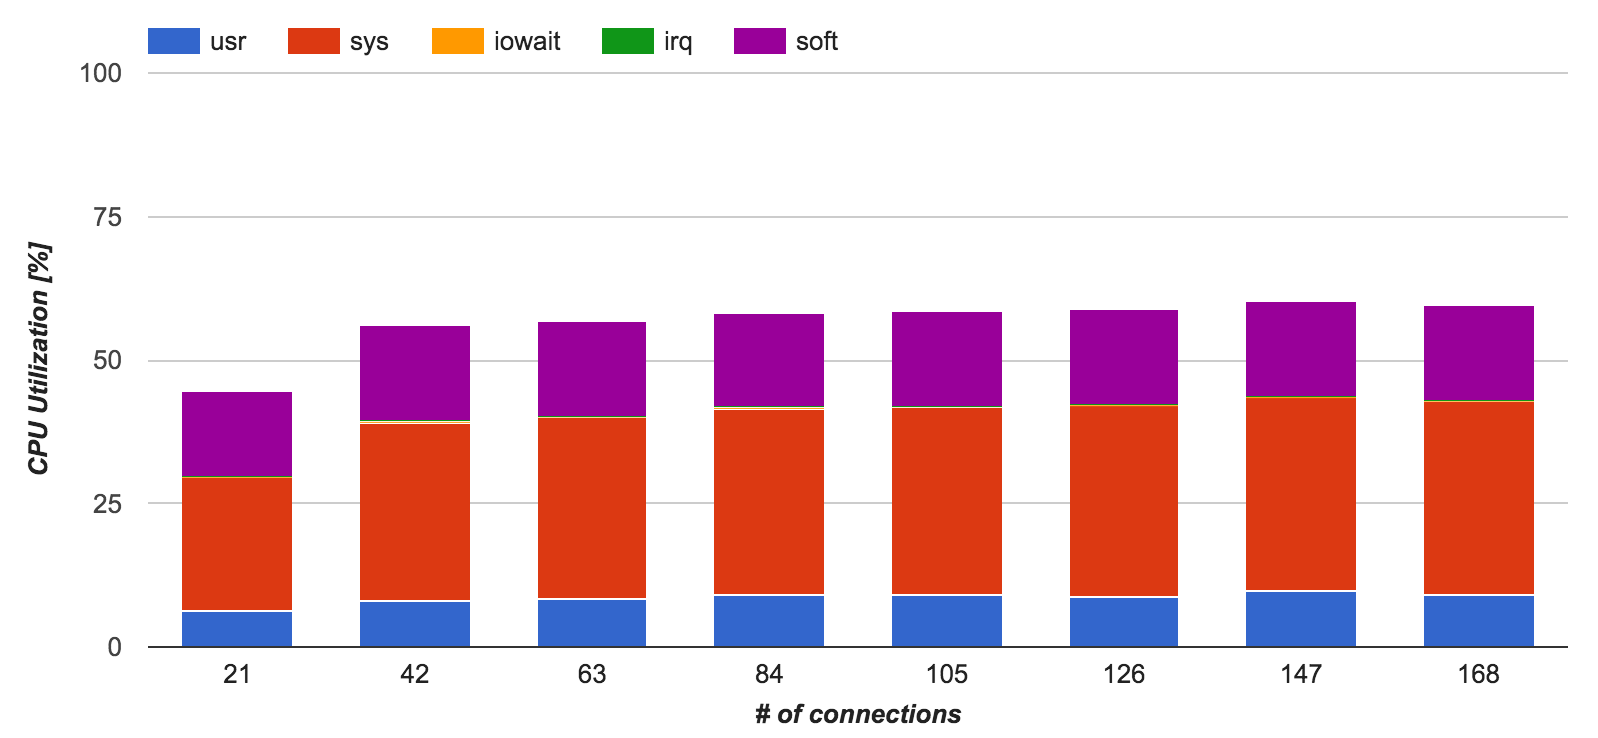 usr sys iowait irq soft
100
75
50
25
0
CPU Utilization [%]
21 42 63 84 105 126 147 168
# of connections